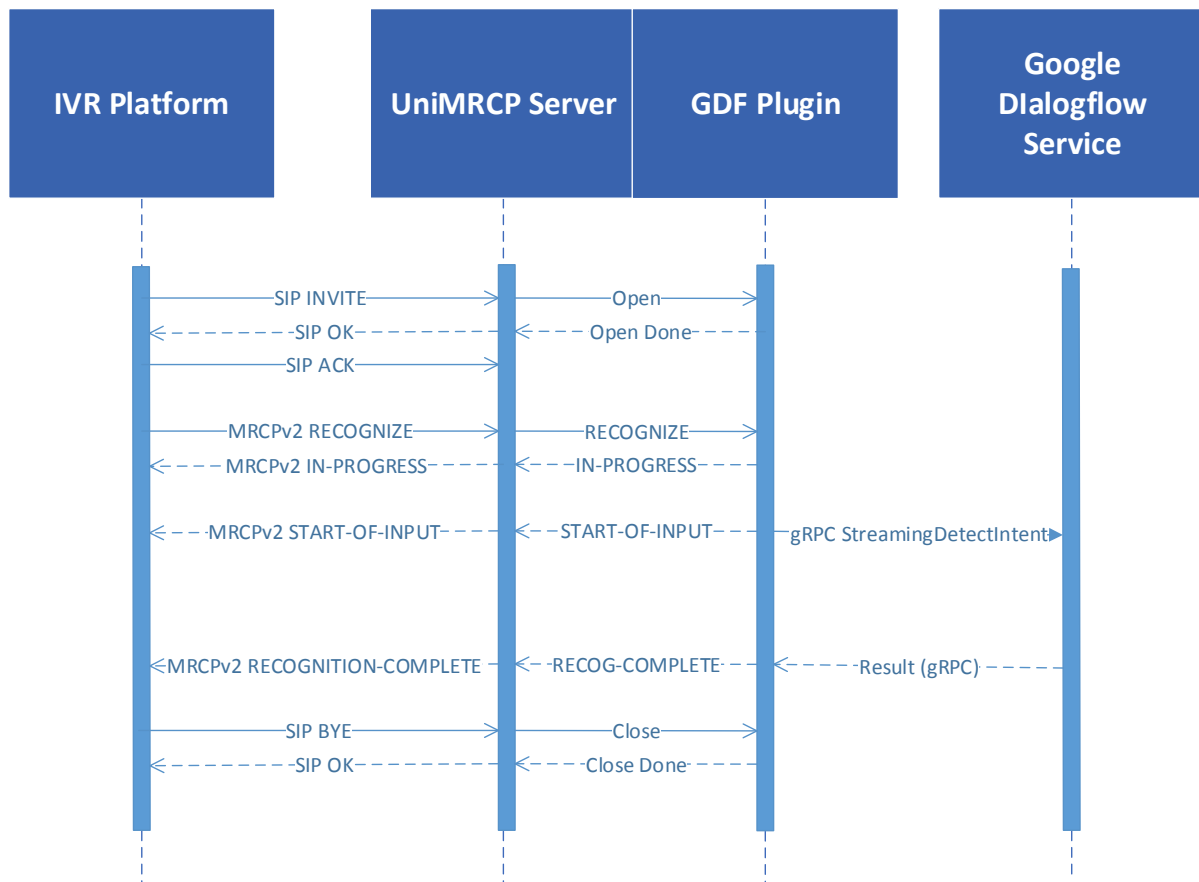 IVR Platform
UniMRCP Server
GDF Plugin
Google
DIalogflow
Service
SIP INVITE
Open
SIP OK
Open Done
SIP ACK
MRCPv2 RECOGNIZE
RECOGNIZE
MRCPv2 IN-PROGRESS
IN-PROGRESS
MRCPv2 START-OF-INPUT
START-OF-INPUT
gRPC StreamingDetectIntent
MRCPv2 RECOGNITION-COMPLETE
RECOG-COMPLETE
Result (gRPC)
SIP BYE
Close
SIP OK
Close Done